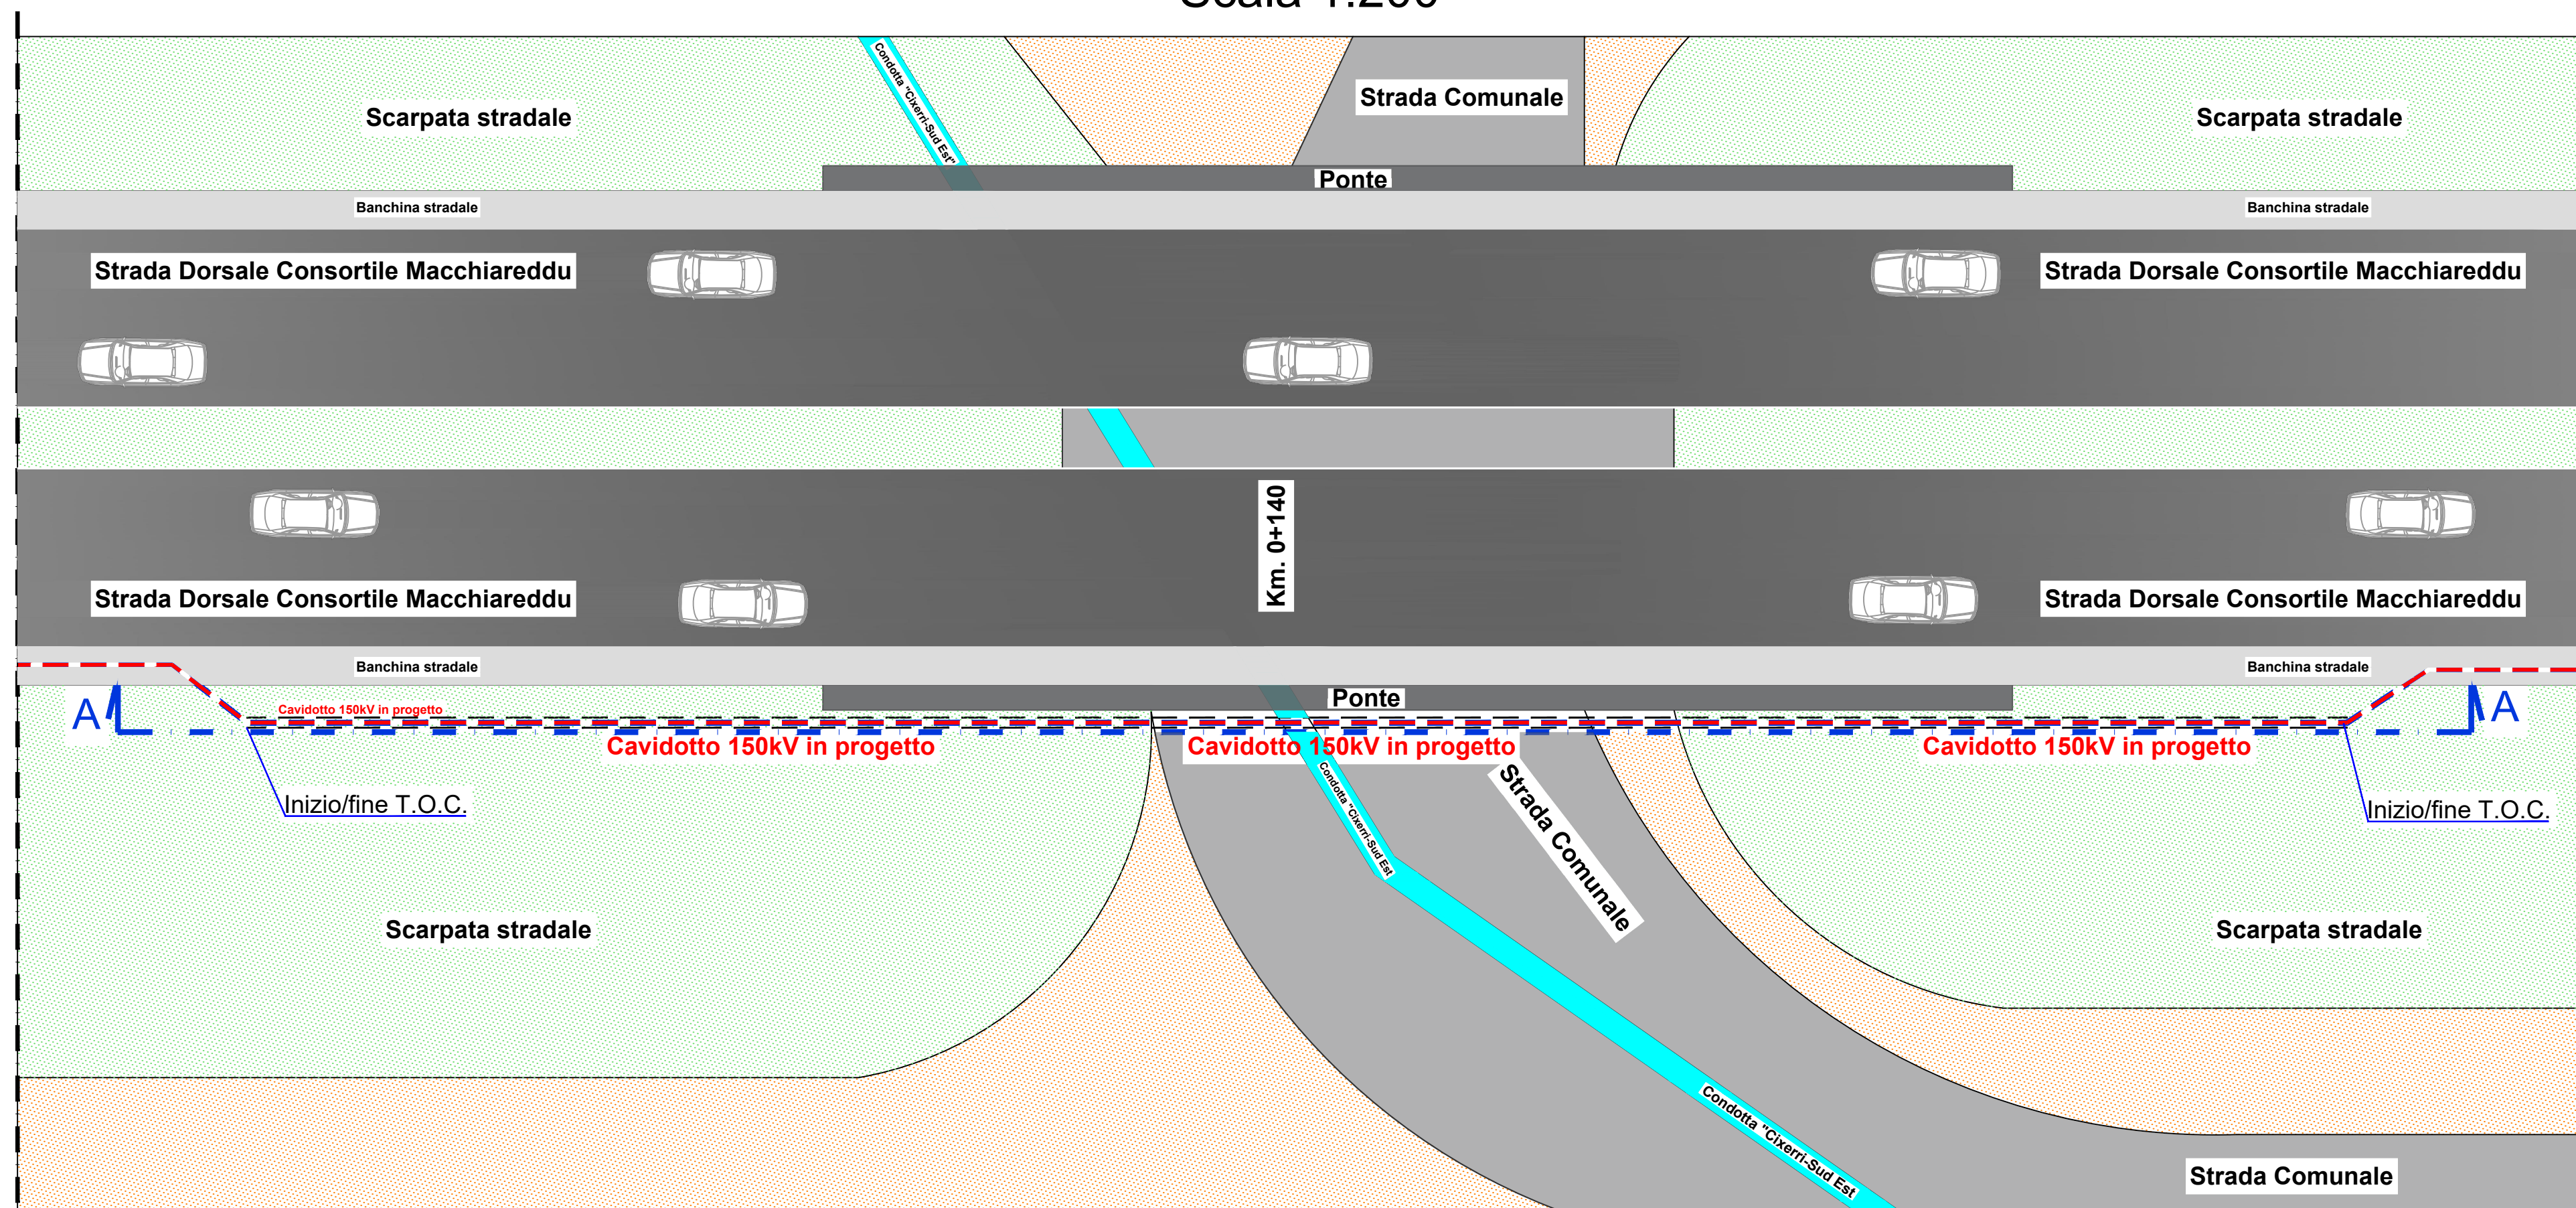 Scala 1:200
Condotta "Cixerri-Sud Est"
Strada Comunale
Scarpata stradale
Scarpata stradale
Ponte
Banchina stradale
Banchina stradale
Strada Dorsale Consortile Macchiareddu
Strada Dorsale Consortile Macchiareddu
Km. 0+140
Strada Dorsale Consortile Macchiareddu
Strada Dorsale Consortile Macchiareddu
Banchina stradale
Banchina stradale
Ponte
A
Cavidotto 150kV in progetto
A
Cavidotto 150kV in progetto
Cavidotto 150kV in progetto
Cavidotto 150kV in progetto
Condotta "Cixerri-Sud Est
Strada Comunale
Inizio/fine T.O.C.
Inizio/fine T.O.C.
Scarpata stradale
Scarpata stradale
Condotta "Cixerri-Sud Est
Strada Comunale